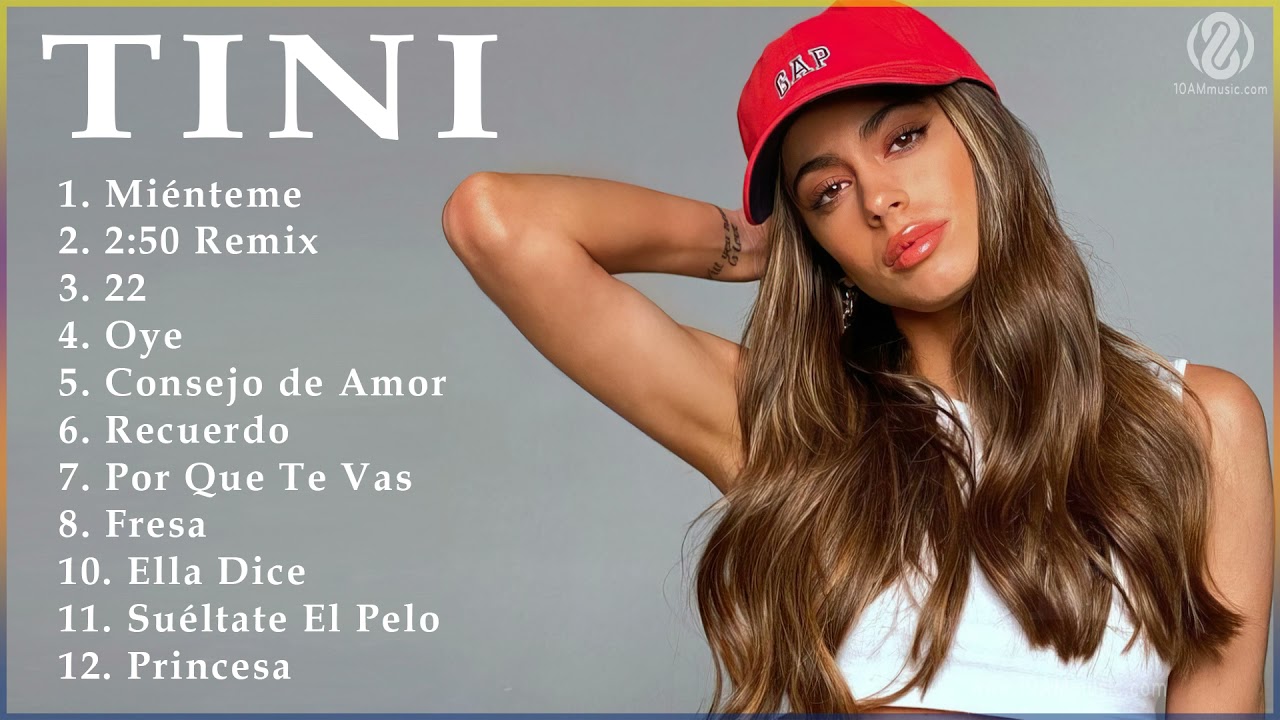 TINI
1. Miénteme
2. 2:50 Remix
3. 22
4. Oye
5. Consejo de Amor
6. Recuerdo
7. Por Que Te Vas
8. Fresa
10. Ella Dice
11. Suéltate El Pelo
12. Princesa
GAP
10AMmusic.com